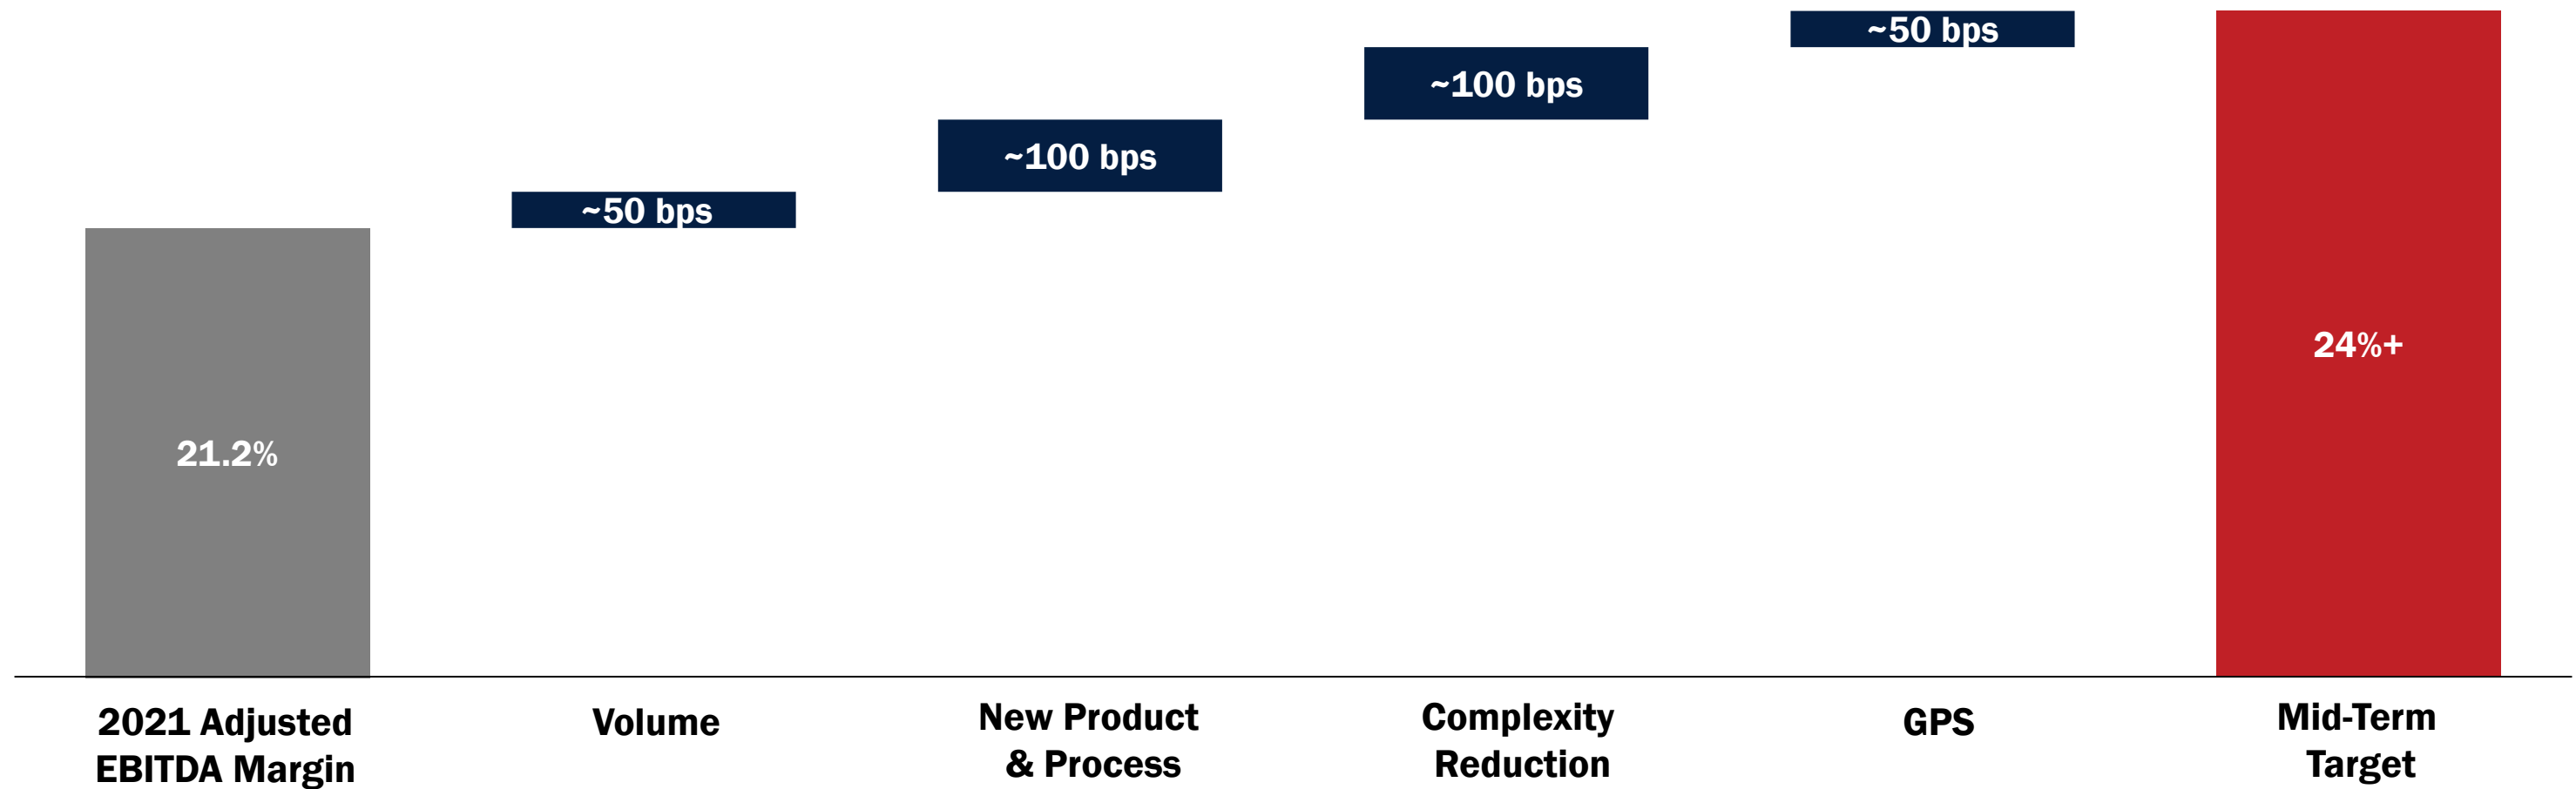 ~50 bps
~100 bps
~100 bps
~50 bps
24%+
21.2%
2021 Adjusted
EBITDA Margin
Volume
New Product
& Process
Complexity
Reduction
GPS
Mid-Term
Target